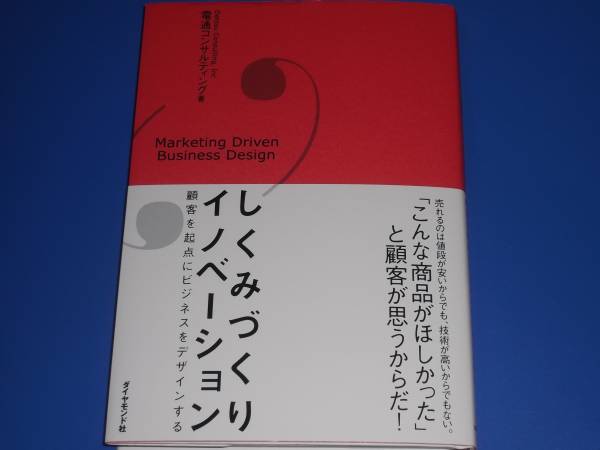 Dentsu Consulting Inc.
電通コンサルティング 著
Marketing Driven
Business Design
しくみづくり
イノベーション
顧客を起点にビジネスをデザインする
売れるのは値段が安いからでも、技術が高いからでもない。
「こんな商品がほしかった」
と顧客が思うからだ!
ダイヤモンド社